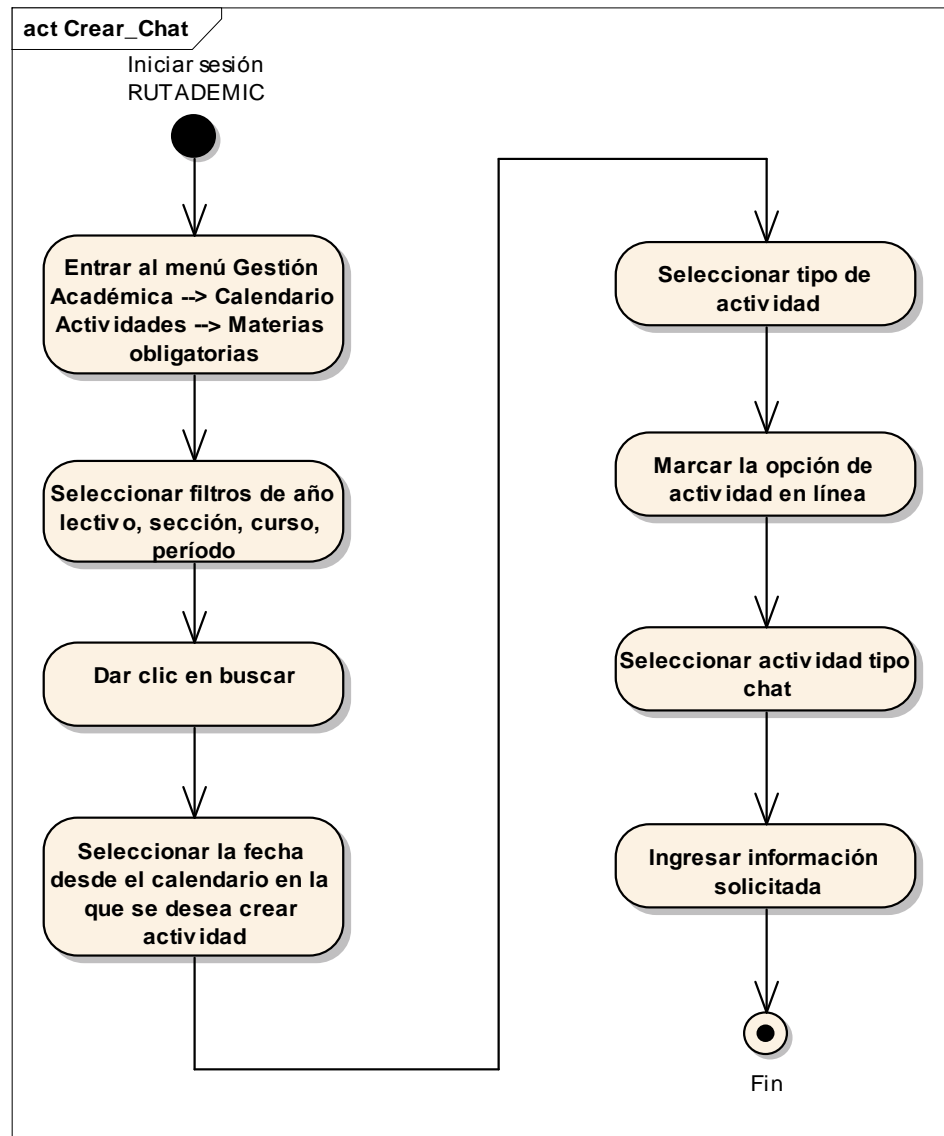 act Crear_Chat
Iniciar sesión
RUTADEMIC
Entrar al menú Gestión
Académica --> Calendario
Actividades --> Materias
obligatorias
Seleccionar filtros de año
lectivo, sección, curso,
período
Dar clic en buscar
Seleccionar la fecha
desde el calendario en la
que se desea crear
actividad
Seleccionar tipo de
actividad
Marcar la opción de
actividad en línea
Seleccionar actividad tipo
chat
Ingresar información
solicitada
Fin